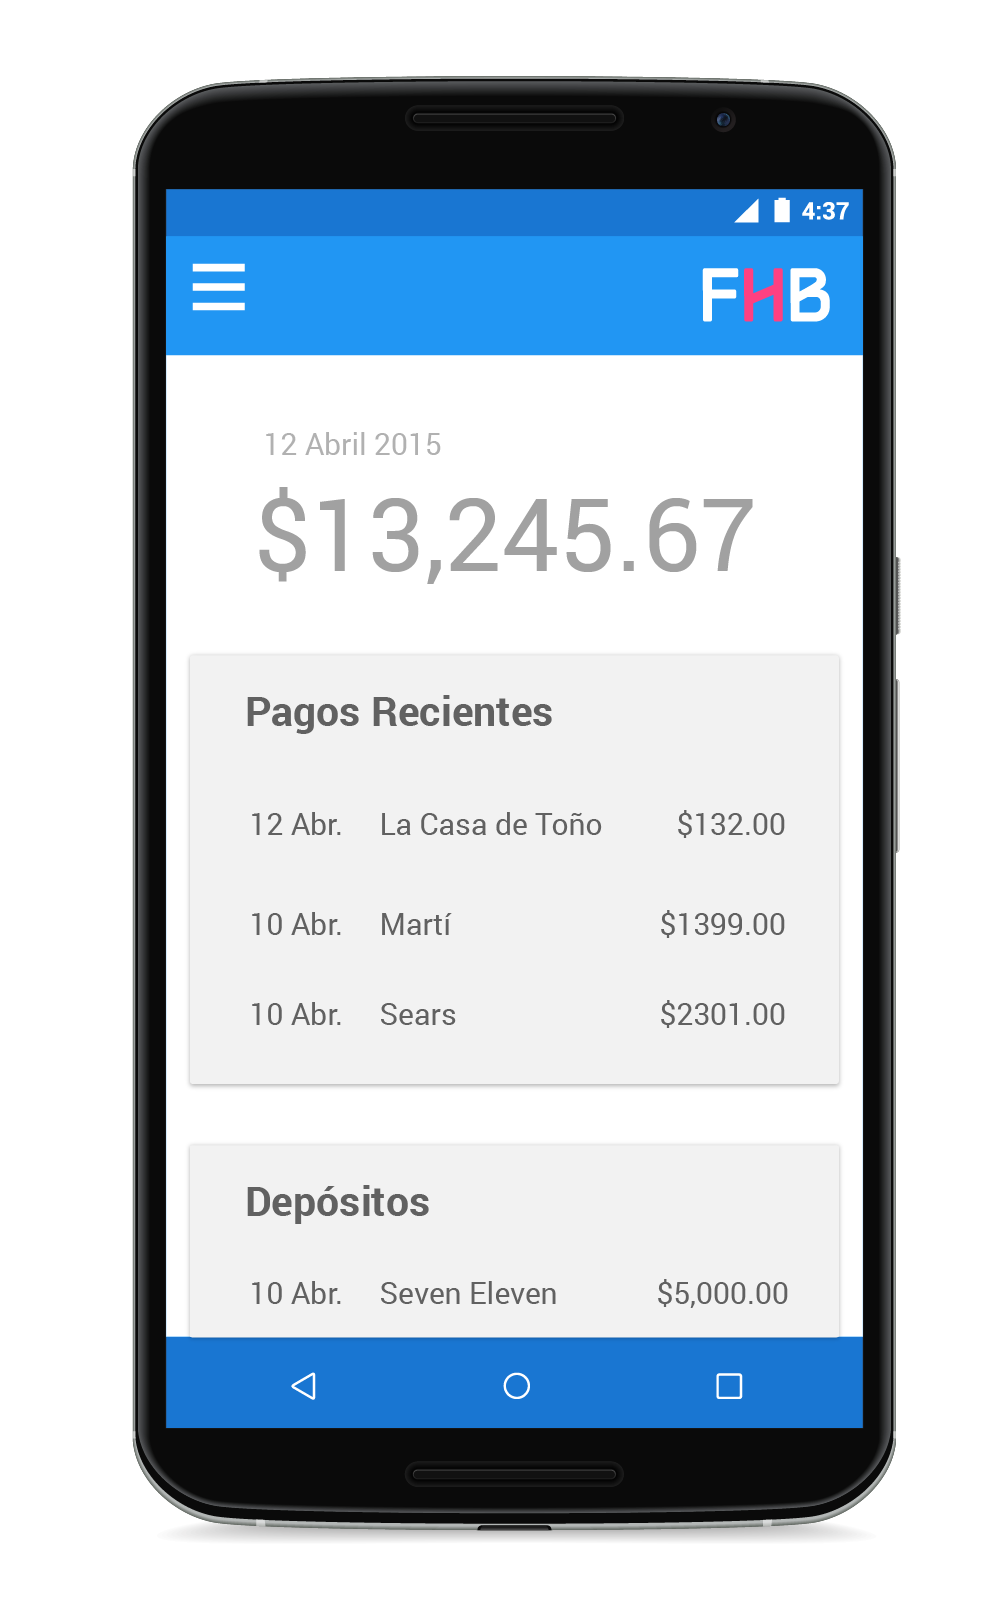 4:37
FHB
12 Abril 2015
$13,245.67
Pagos Recientes
12 Abr. La Casa de Toño $132.00
10 Abr. Martí $1399.00
10 Abr. Sears $2301.00
Depósitos
10 Abr. Seven Eleven $5,000.00